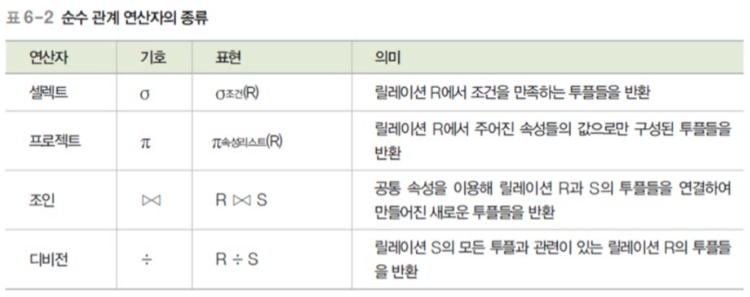 표 6-2 순수 관계 연산자의 종류
연산자 기호 표현 의미
셀렉트 σ σ조건(R) 릴레이션 R에서 조건을 만족하는 투플들을 반환
프로젝트 π π속성리스트(R) 릴레이션 R에서 주어진 속성들의 값으로만 구성된 투플들을
반환
조인 ⋈ R ⋈ S 공통 속성을 이용해 릴레이션 R과 S의 투플들을 연결하여
만들어진 새로운 투플들을 반환
디비전 ÷ R ÷ S 릴레이션 S의 모든 투플과 관련이 있는 릴레이션 R의 투플들
을 반환